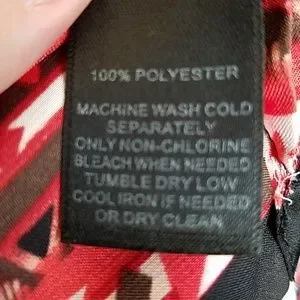 100% POLYESTER
MACHINE WASH COLD
SEPARATELY
ONLY NON-CHLORINE
BLEACH WHEN NEEDED
TUMBLE DRY LOW
COOL IRON IF NEEDED
OR DRY CLEAN